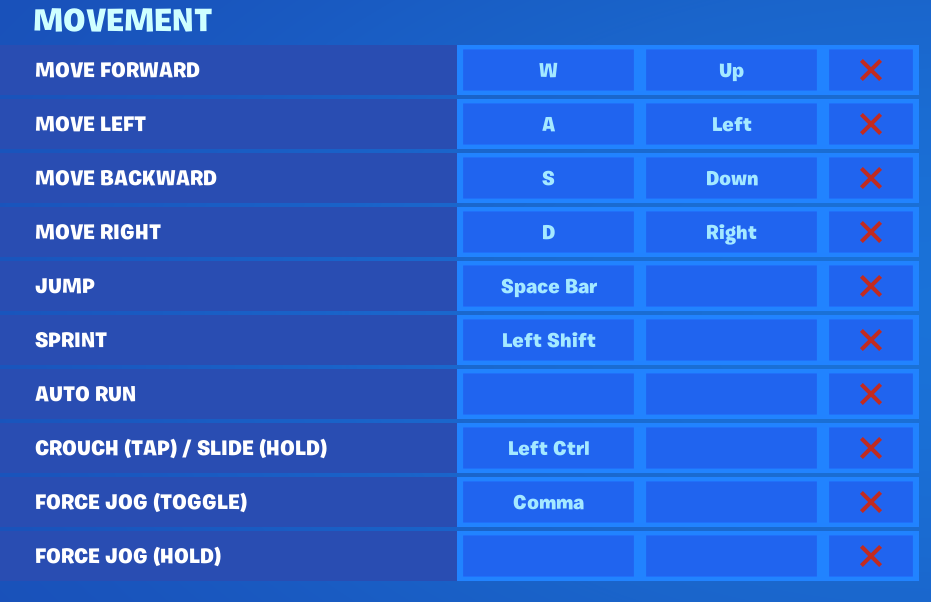 MOVEMENT
MOVE FORWARD W Up
MOVE LEFT A Left
MOVE BACKWARD S Down
MOVE RIGHT D Right
JUMP Space Bar
SPRINT Left Shift
AUTO RUN
CROUCH (TAP) / SLIDE (HOLD) Left Ctrl
FORCE JOG (TOGGLE) Comma
FORCE JOG (HOLD)